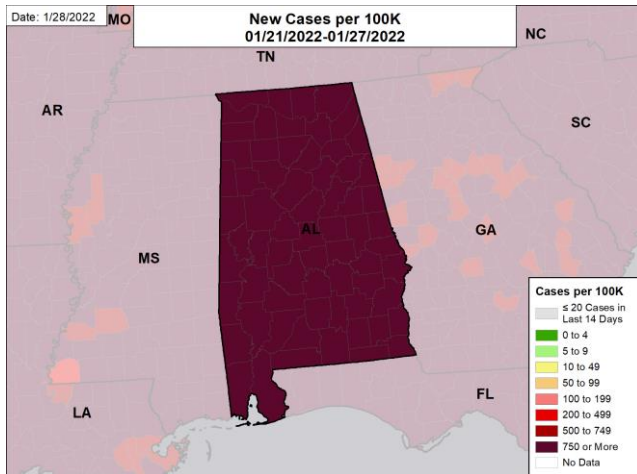 Date: 1/28/2022
New Cases per 100K
01/21/2022-01/27/2022
MO
NC
TN
AR
SC
AL
GA
MS
LA
FL
Cases per 100K
≤ 20 Cases in
Last 14 Days
0 to 4
5 to 9
10 to 49
50 to 99
100 to 199
200 to 499
500 to 749
750 or More
No Data